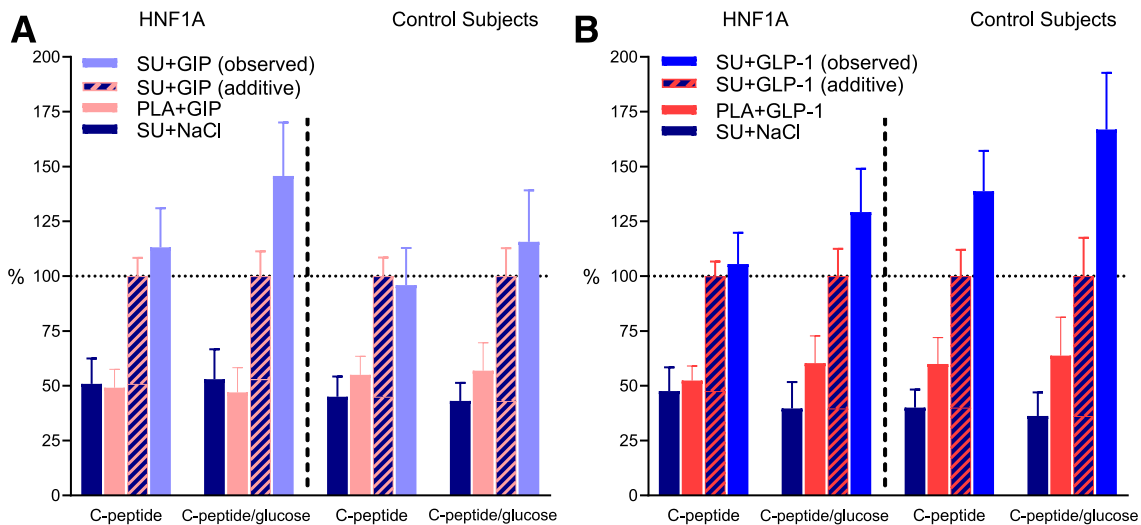 A
HNF1A
Control Subjects
SU+GIP (observed)
SU+GIP (additive)
PLA+GIP
SU+NaCl
200
175
150
125
100
75
50
25
0
%
C-peptide
C-peptide/glucose
C-peptide
C-peptide/glucose
B
HNF1A
Control Subjects
SU+GLP-1 (observed)
SU+GLP-1 (additive)
PLA+GLP-1
SU+NaCl
200
175
150
125
100
75
50
25
0
%
C-peptide
C-peptide/glucose
C-peptide
C-peptide/glucose